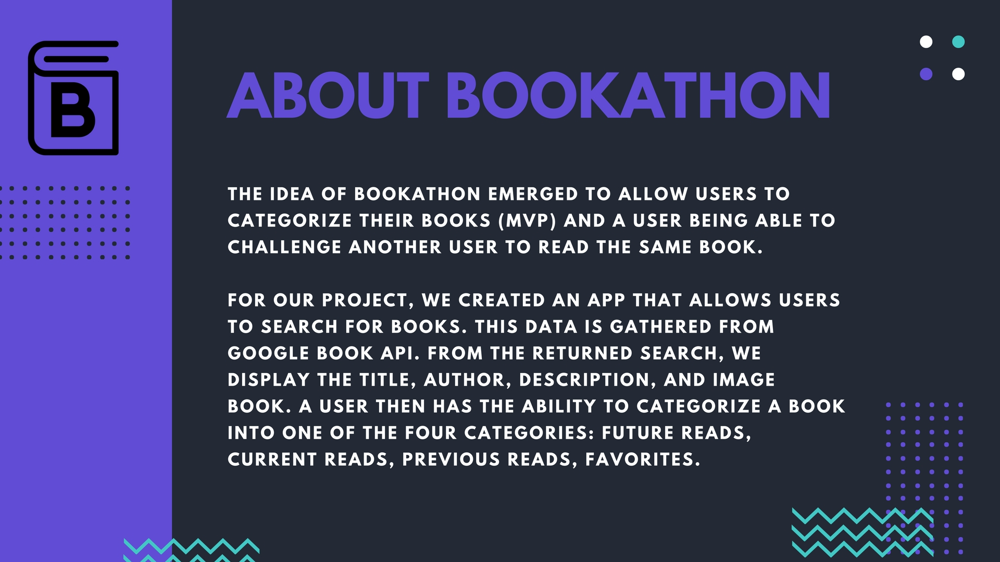 B
ABOUT BOOKATHON
THE IDEA OF BOOKATHON EMERGED TO ALLOW USERS TO
CATEGORIZE THEIR BOOKS (MVP) AND A USER BEING ABLE TO
CHALLENGE ANOTHER USER TO READ THE SAME BOOK.
FOR OUR PROJECT, WE CREATED AN APP THAT ALLOWS USERS
TO SEARCH FOR BOOKS. THIS DATA IS GATHERED FROM
GOOGLE BOOK API. FROM THE RETURNED SEARCH, WE
DISPLAY THE TITLE, AUTHOR, DESCRIPTION, AND IMAGE
BOOK. A USER THEN HAS THE ABILITY TO CATEGORIZE A BOOK
INTO ONE OF THE FOUR CATEGORIES: FUTURE READS,
CURRENT READS, PREVIOUS READS, FAVORITES.